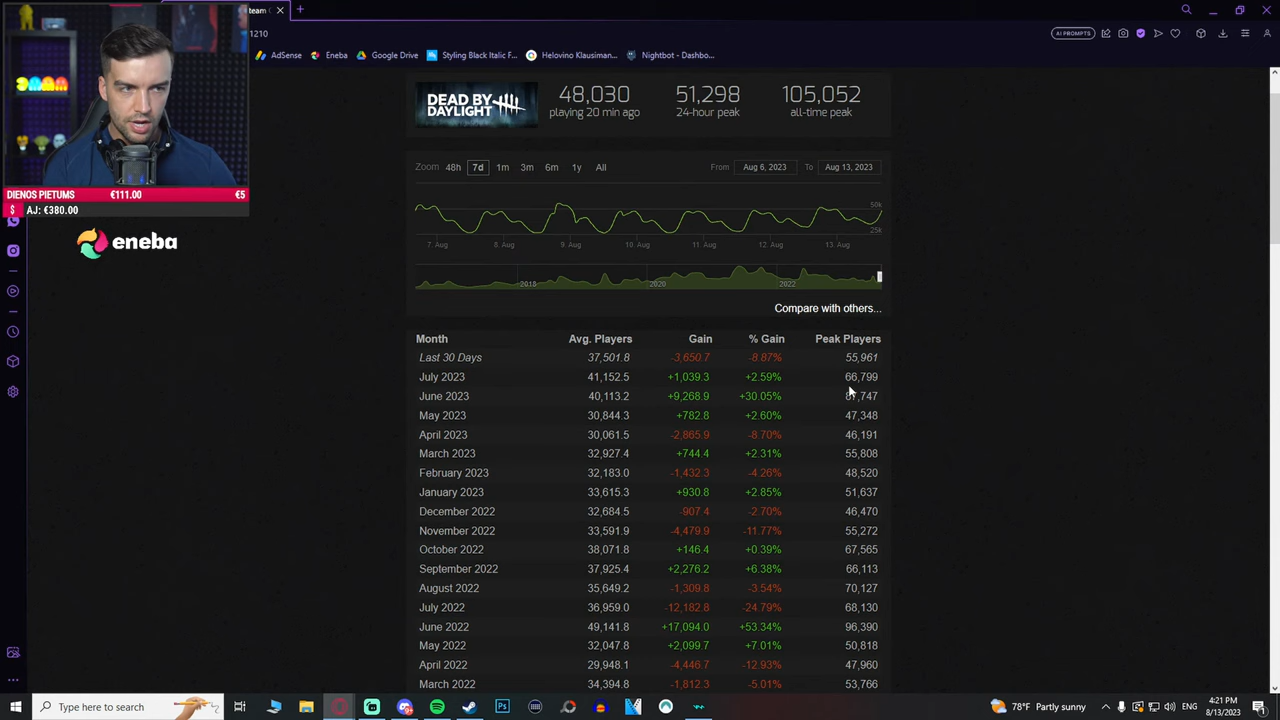 team C
1210
AI PROMPTS
AdSense
Eneba
Google Drive
Styling Black Italic F...
Helovino Klausiman...
Nightbot - Dashbo...
DEAD BY DAYLIGHT
48,030 51,298 105,052
playing 20 min ago 24-hour peak all-time peak
Zoom 48h 7d 1m 3m 6m 1y All From Aug 6, 2023 To Aug 13, 2023
50k
25k
7. Aug 8. Aug 9. Aug 10. Aug 11. Aug 12. Aug 13. Aug
2018 2020 2022
Compare with others...
Month Avg. Players Gain % Gain Peak Players
Last 30 Days 37,501.8 -3,650.7 -8.87% 55,961
July 2023 41,152.5 +1,039.3 +2.59% 66,799
June 2023 40,113.2 +9,268.9 +30.05% 87,747
May 2023 30,844.3 +782.8 +2.60% 47,348
April 2023 30,061.5 -2,865.9 -8.70% 46,191
March 2023 32,927.4 +744.4 +2.31% 55,808
February 2023 32,183.0 -1,432.3 -4.26% 48,520
January 2023 33,615.3 +930.8 +2.85% 51,637
December 2022 32,684.5 -907.4 -2.70% 46,470
November 2022 33,591.9 -4,479.9 -11.77% 55,272
October 2022 38,071.8 +146.4 +0.39% 67,565
September 2022 37,925.4 +2,276.2 +6.38% 66,113
August 2022 35,649.2 -1,309.8 -3.54% 70,127
July 2022 36,959.0 -12,182.8 -24.79% 68,130
June 2022 49,141.8 +17,094.0 +53.34% 96,390
May 2022 32,047.8 +2,099.7 +7.01% 50,818
April 2022 29,948.1 -4,446.7 -12.93% 47,960
March 2022 34,394.8 -1,812.3 -5.01% 53,766
DIENOS PIETUMS €111.00 €5
$ AJ: €380.00
eneba
Type here to search
78°F Partly sunny
4:21 PM
8/13/2023